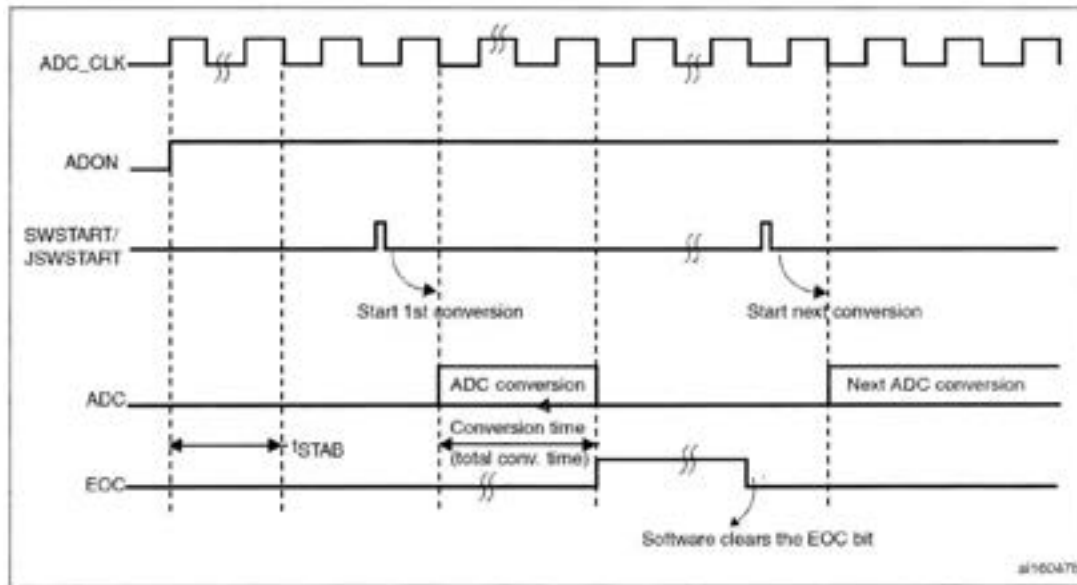 ADC_CLK
ADON
SWSTART/
JSWSTART
Start 1st conversion
Start next conversion
ADC
ADC conversion
Next ADC conversion
Conversion time
tSTAB
(total conv. time)
EOC
Software clears the EOC bit
ai16047b